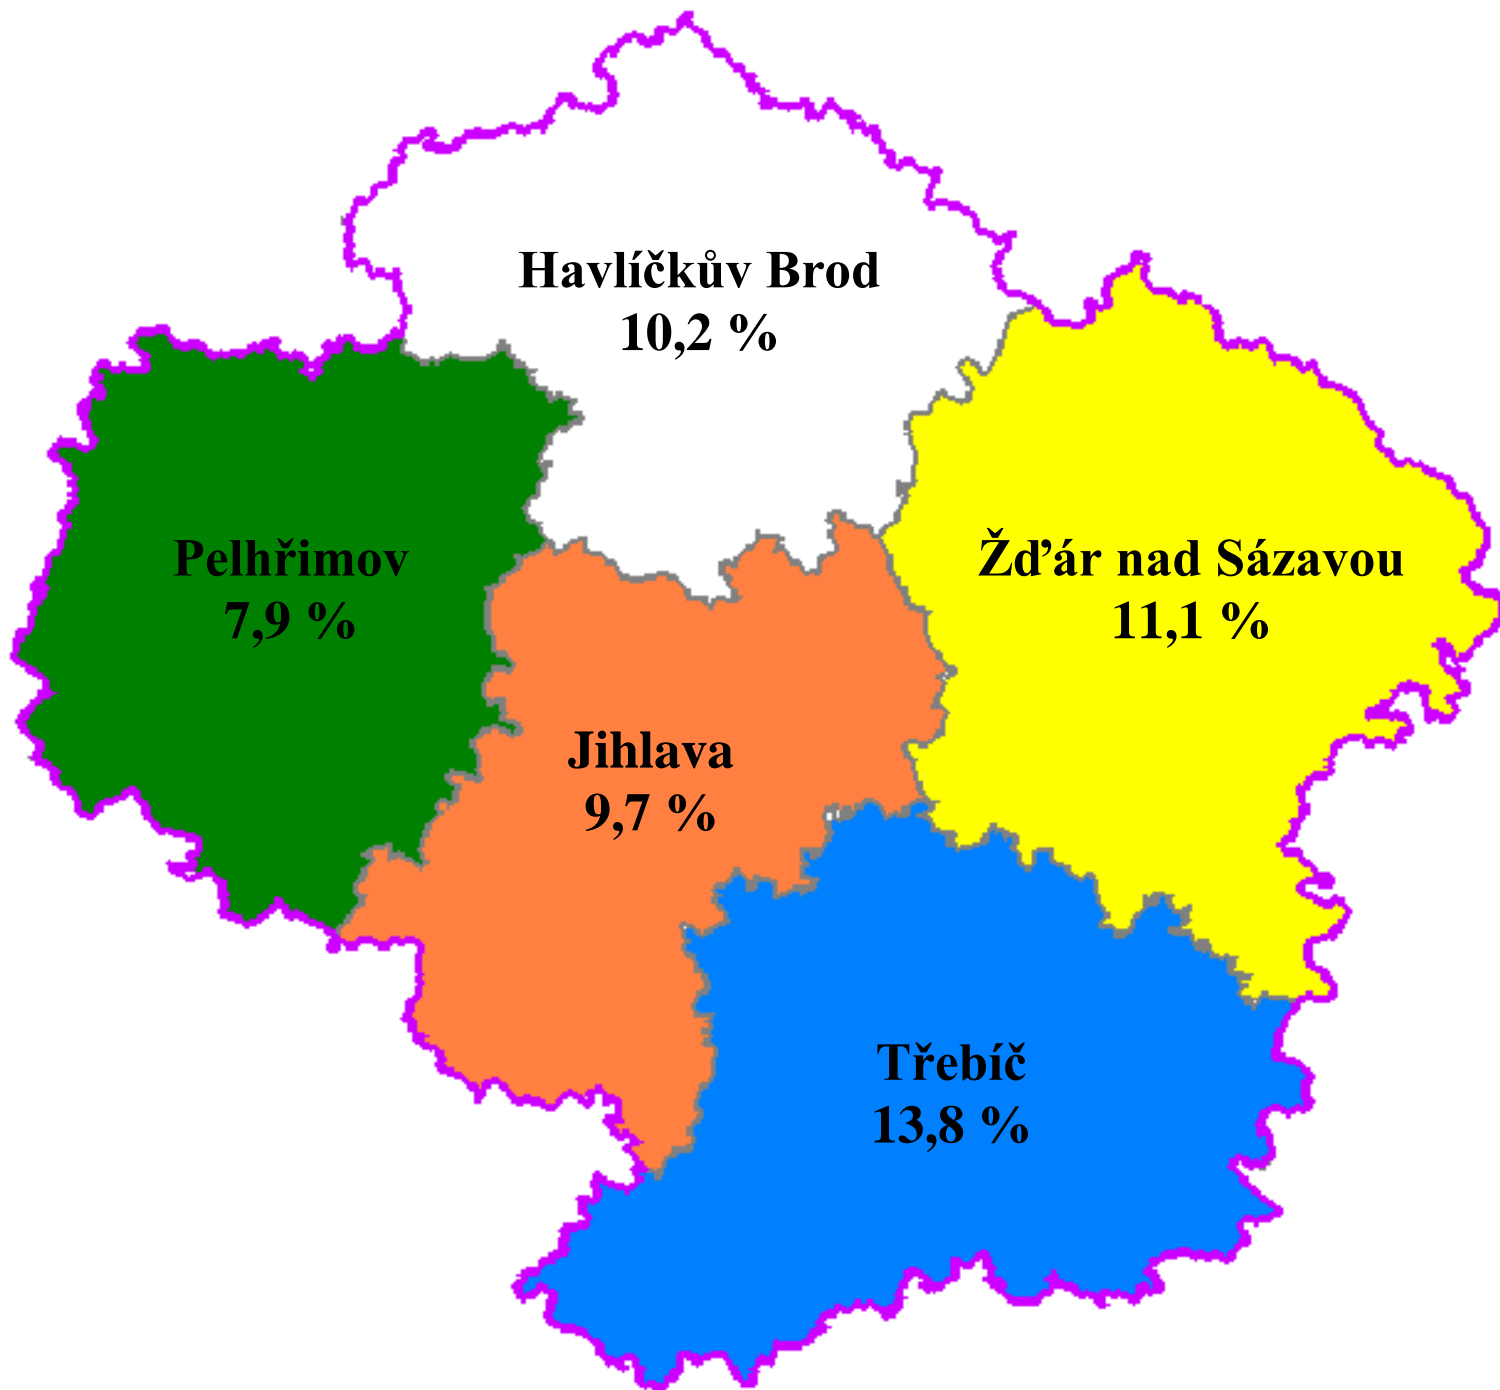 Havlíčkův Brod
10,2 %
Pelhřimov
7,9 %
Žďár nad Sázavou
11,1 %
Jihlava
9,7 %
Třebíč
13,8 %